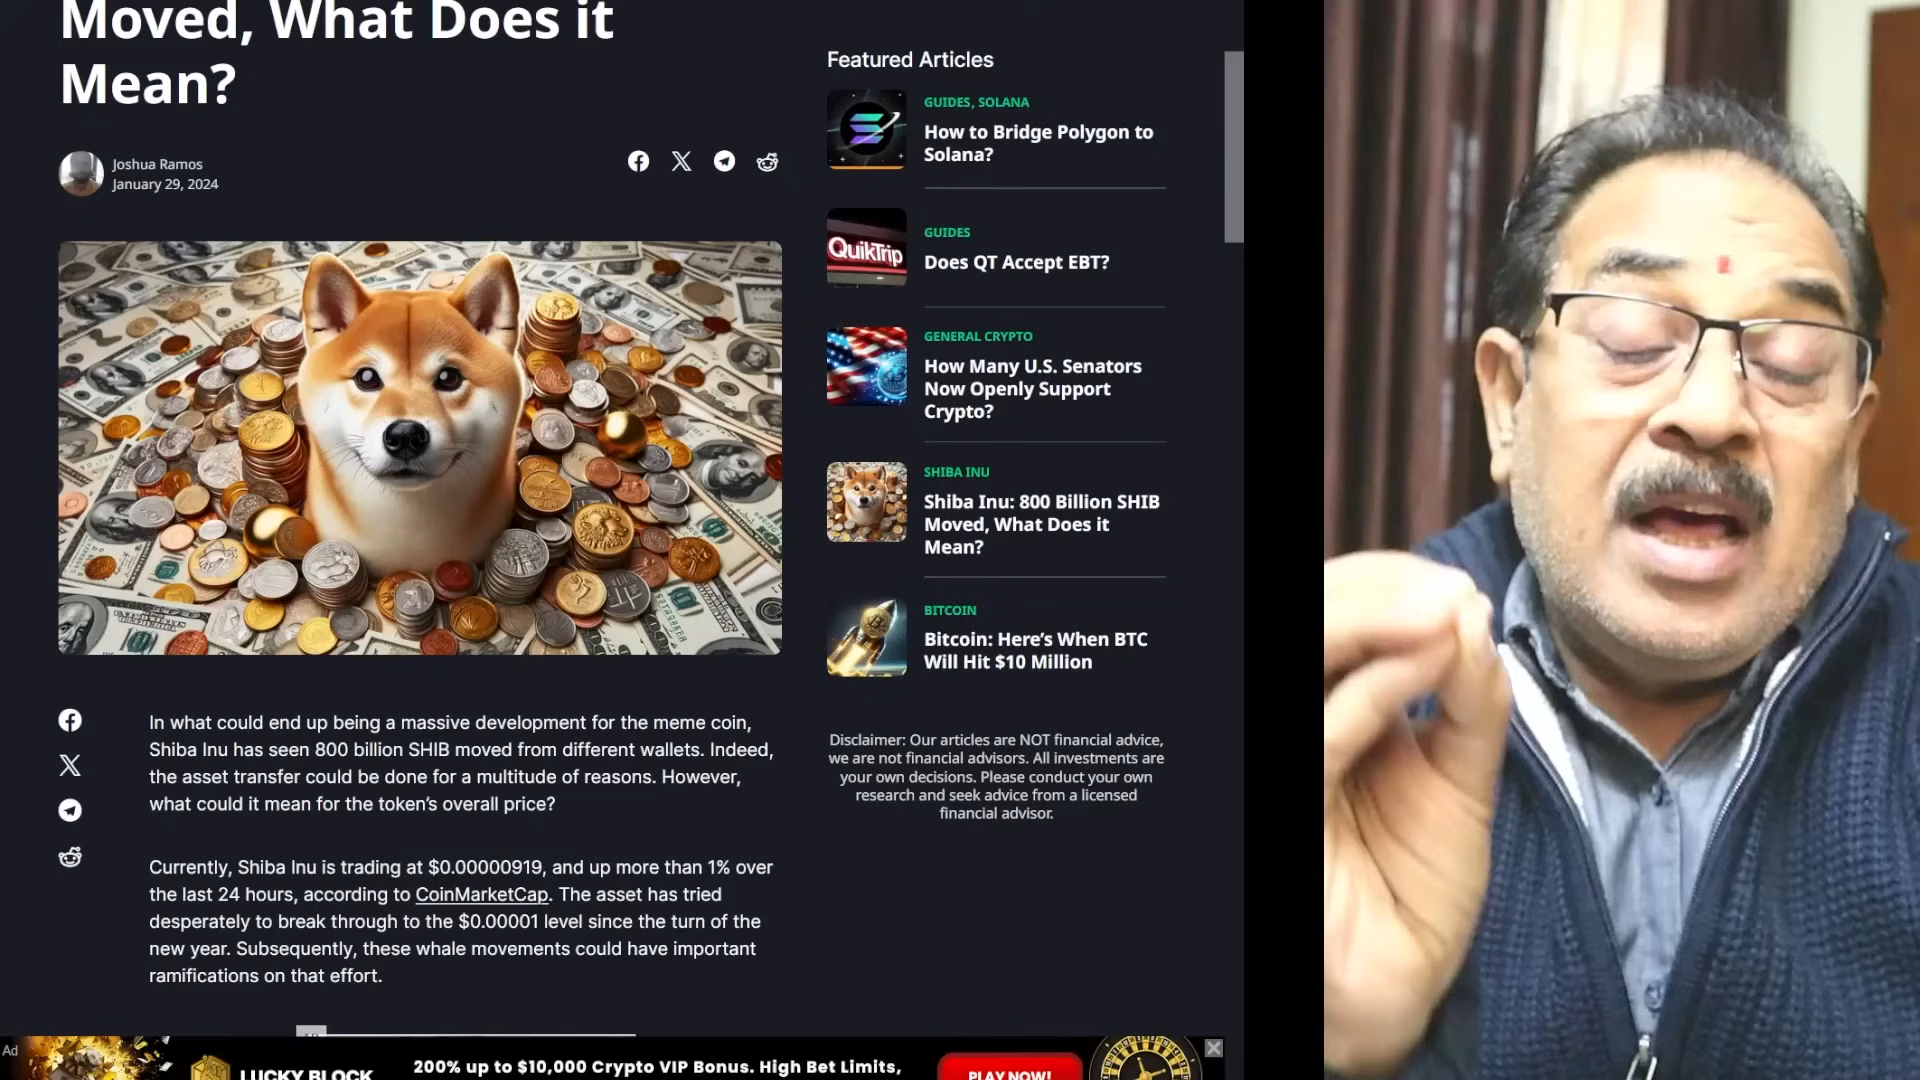 Moved, What Does it
Mean?
Joshua Ramos
January 29, 2024
In what could end up being a massive development for the meme coin,
Shiba Inu has seen 800 billion SHIB moved from different wallets. Indeed,
the asset transfer could be done for a multitude of reasons. However,
what could it mean for the token’s overall price?
Currently, Shiba Inu is trading at $0.00000919, and up more than 1% over
the last 24 hours, according to CoinMarketCap. The asset has tried
desperately to break through to the $0.00001 level since the turn of the
new year. Subsequently, these whale movements could have important
ramifications on that effort.
Featured Articles
GUIDES, SOLANA
How to Bridge Polygon to
Solana?
QuikTrip
GUIDES
Does QT Accept EBT?
GENERAL CRYPTO
How Many U.S. Senators
Now Openly Support
Crypto?
SHIBA INU
Shiba Inu: 800 Billion SHIB
Moved, What Does it
Mean?
BITCOIN
Bitcoin: Here’s When BTC
Will Hit $10 Million
Disclaimer: Our articles are NOT financial advice,
we are not financial advisors. All investments are
your own decisions. Please conduct your own
research and seek advice from a licensed
financial advisor.
Ad
LUCKY BLOCK
200% up to $10,000 Crypto VIP Bonus. High Bet Limits,
PLAY NOW!